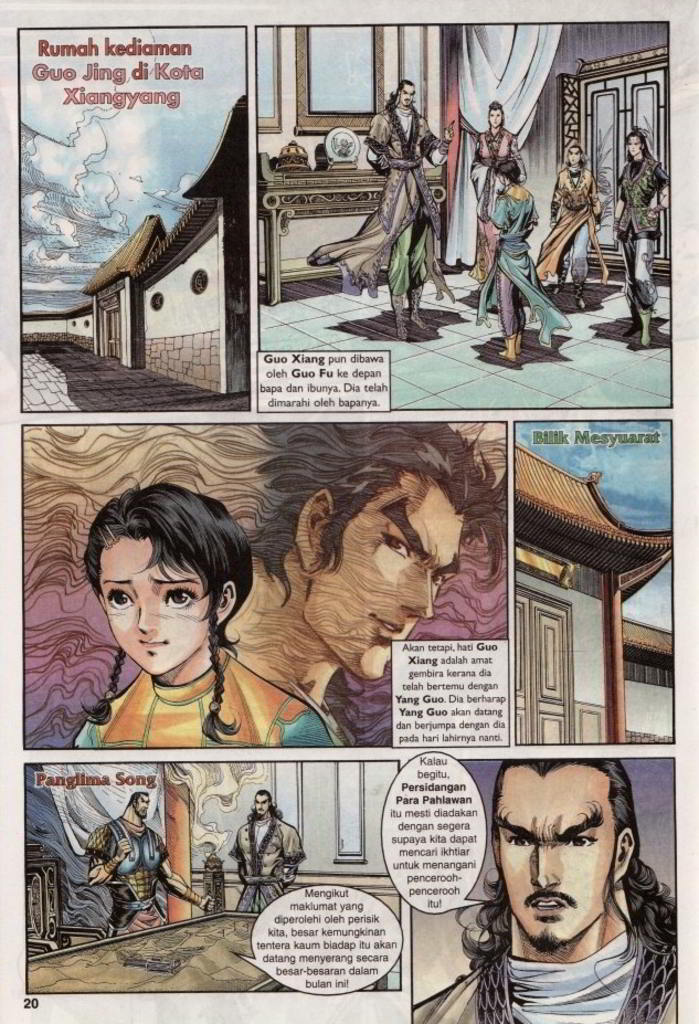 Rumah kediaman
Guo Jing di Kota
Xiangyang
Guo Xiang pun dibawa
oleh Guo Fu ke depan
bapa dan ibunya. Dia telah
dimarahi oleh bapanya.
Akan tetapi, hati Guo
Xiang adalah amat
gembira kerana dia
telah bertemu dengan
Yang Guo. Dia berharap
Yang Guo akan datang
dan berjumpa dengan dia
pada hari lahirnya nanti.
Bilik Mesyuarat
Panglima Song
Mengikut
maklumat yang
diperolehi oleh perisik
kita, besar kemungkinan
tentera kaum biadap itu akan
datang menyerang secara
besar-besaran dalam
bulan ini!
Kalau
begitu,
Persidangan
Para Pahlawan
itu mesti diadakan
dengan segera
supaya kita dapat
mencari ikhtiar
untuk menangani
penceroh-
penceroh
itu!
20